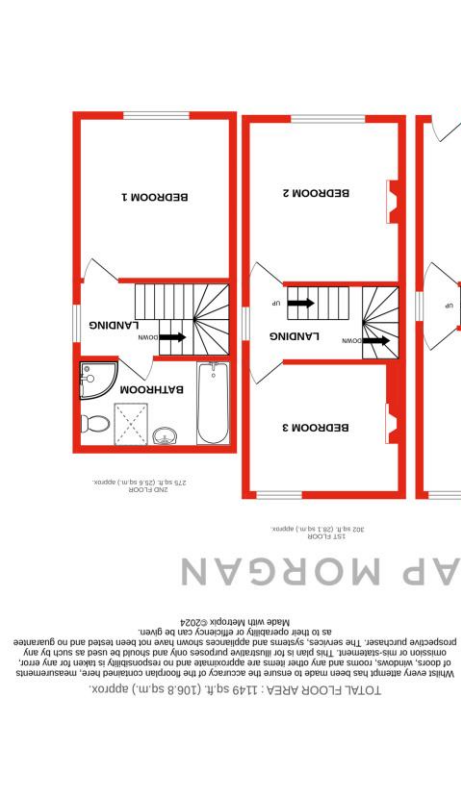 TOTAL FLOOR AREA : 1149 sq.ft. (106.8 sq.m.) approx.
Whilst every attempt has been made to ensure the accuracy of the floorplan contained here, measurements
of doors, windows, rooms and any other items are approximate and no responsibility is taken for any error,
omission or mis-statement. This plan is for illustrative purposes only and should be used as such by any
prospective purchaser. The services, systems and appliances shown have not been tested and no guarantee
as to their operability or efficiency can be given.
Made with Metropix ©2024
AP MORGAN
1ST FLOOR
302 sq.ft. (28.1 sq.m.) approx.
2ND FLOOR
275 sq.ft. (25.6 sq.m.) approx.
BEDROOM 3
BATHROOM
DOWN
LANDING
UP
DOWN
LANDING
UP
BEDROOM 2
BEDROOM 1